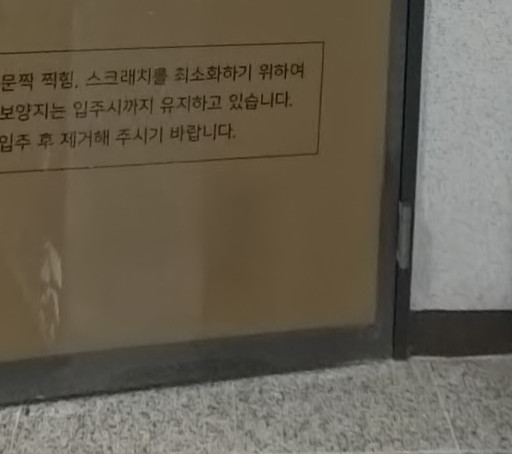 문짝 찍힘, 스크래치를 최소화하기 위하여
보양지는 입주시까지 유지하고 있습니다.
입주 후 제거해 주시기 바랍니다.